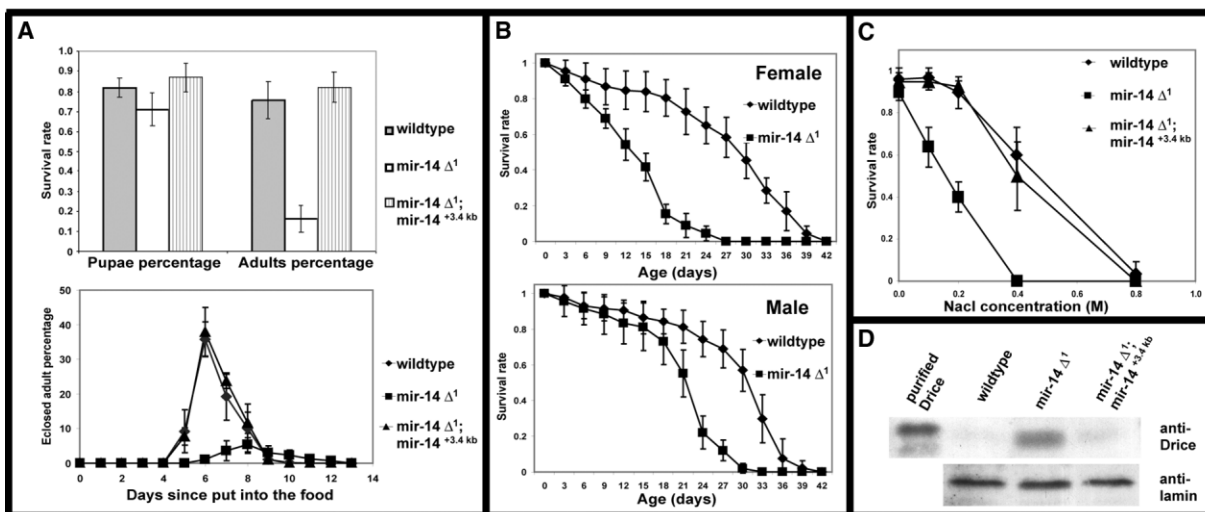 A
1.0
0.9
0.8
0.7
0.6
0.5
0.4
0.3
0.2
0.1
0
Survival rate
Pupae percentage
Adults percentage
wildtype
mir-14 Δ¹
mir-14 Δ¹;
mir-14 +3.4 kb
50
40
30
20
10
0
Eclosed adult percentage
0 2 4 6 8 10 12 14
Days since put into the food
wildtype
mir-14 Δ¹
mir-14 Δ¹;
mir-14 +3.4 kb
B
Female
1
0.8
0.6
0.4
0.2
0
Survival rate
wildtype
mir-14 Δ¹
0 3 6 9 12 15 18 21 24 27 30 33 36 39 42
Age (days)
Male
1
0.8
0.6
0.4
0.2
0
Survival rate
wildtype
mir-14 Δ¹
0 3 6 9 12 15 18 21 24 27 30 33 36 39 42
Age (days)
C
1
0.8
0.6
0.4
0.2
0
Survival rate
wildtype
mir-14 Δ¹
mir-14 Δ¹;
mir-14 +3.4 kb
0.0 0.2 0.4 0.6 0.8 1.0
Nacl concentration (M)
D
purified
Drice
wildtype
mir-14 Δ¹
mir-14 Δ¹;
mir-14 +3.4 kb
anti-
Drice
anti-
lamin